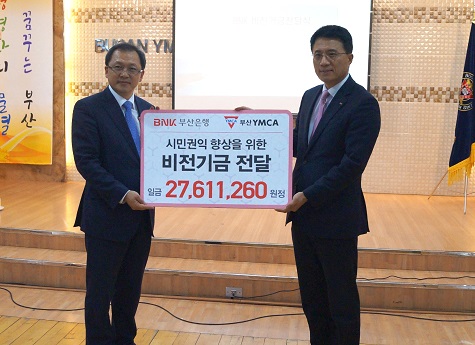 꿈꾸는 부산
BUSAN YMCA
BNK 부산은행
YMCA
부산YMCA
시민권익 향상을 위한
비전기금 전달
일금 27,611,260 원정